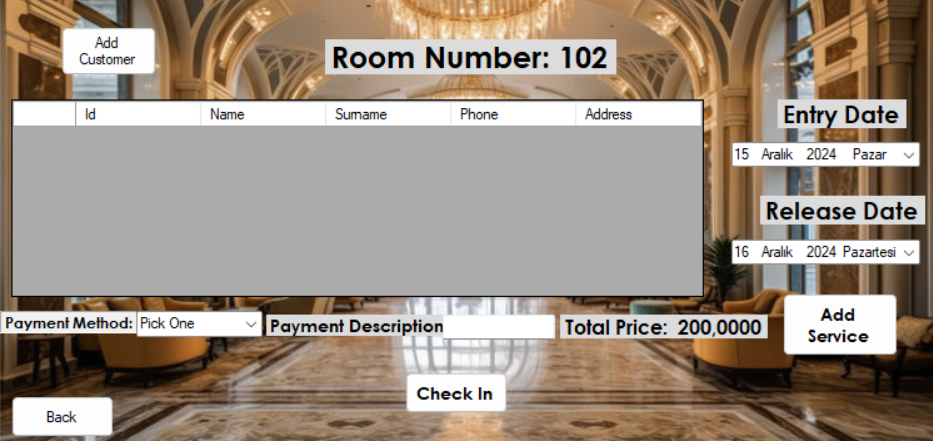 Add
Customer
Room Number: 102
Id Name Surname Phone Address
Entry Date
15 Aralık 2024 Pazar
Release Date
16 Aralık 2024 Pazartesi
Payment Method: Pick One
Payment Description
Total Price: 200,0000
Add
Service
Check In
Back